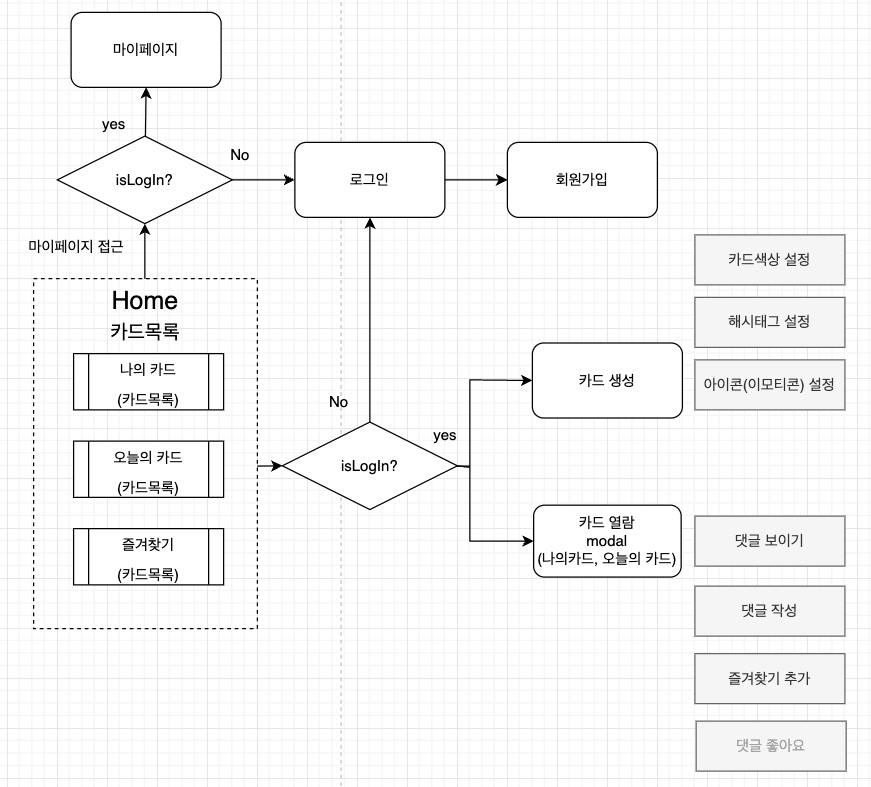 마이페이지
yes
isLogIn?
No
로그인
회원가입
마이페이지 접근
Home
카드목록
나의 카드
(카드목록)
오늘의 카드
(카드목록)
즐겨찾기
(카드목록)
isLogIn?
No
yes
카드 생성
카드색상 설정
해시태그 설정
아이콘(이모티콘) 설정
카드 열람
modal
(나의카드, 오늘의 카드)
댓글 보이기
댓글 작성
즐겨찾기 추가
댓글 좋아요